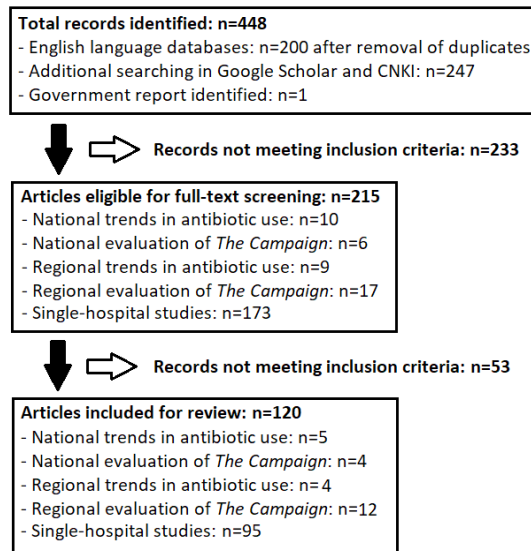 Total records identified: n=448
- English language databases: n=200 after removal of duplicates
- Additional searching in Google Scholar and CNKI: n=247
- Government report identified: n=1
Records not meeting inclusion criteria: n=233
Articles eligible for full-text screening: n=215
- National trends in antibiotic use: n=10
- National evaluation of The Campaign: n=6
- Regional trends in antibiotic use: n=9
- Regional evaluation of The Campaign: n=17
- Single-hospital studies: n=173
Records not meeting inclusion criteria: n=53
Articles included for review: n=120
- National trends in antibiotic use: n=5
- National evaluation of The Campaign: n=4
- Regional trends in antibiotic use: n=4
- Regional evaluation of The Campaign: n=12
- Single-hospital studies: n=95